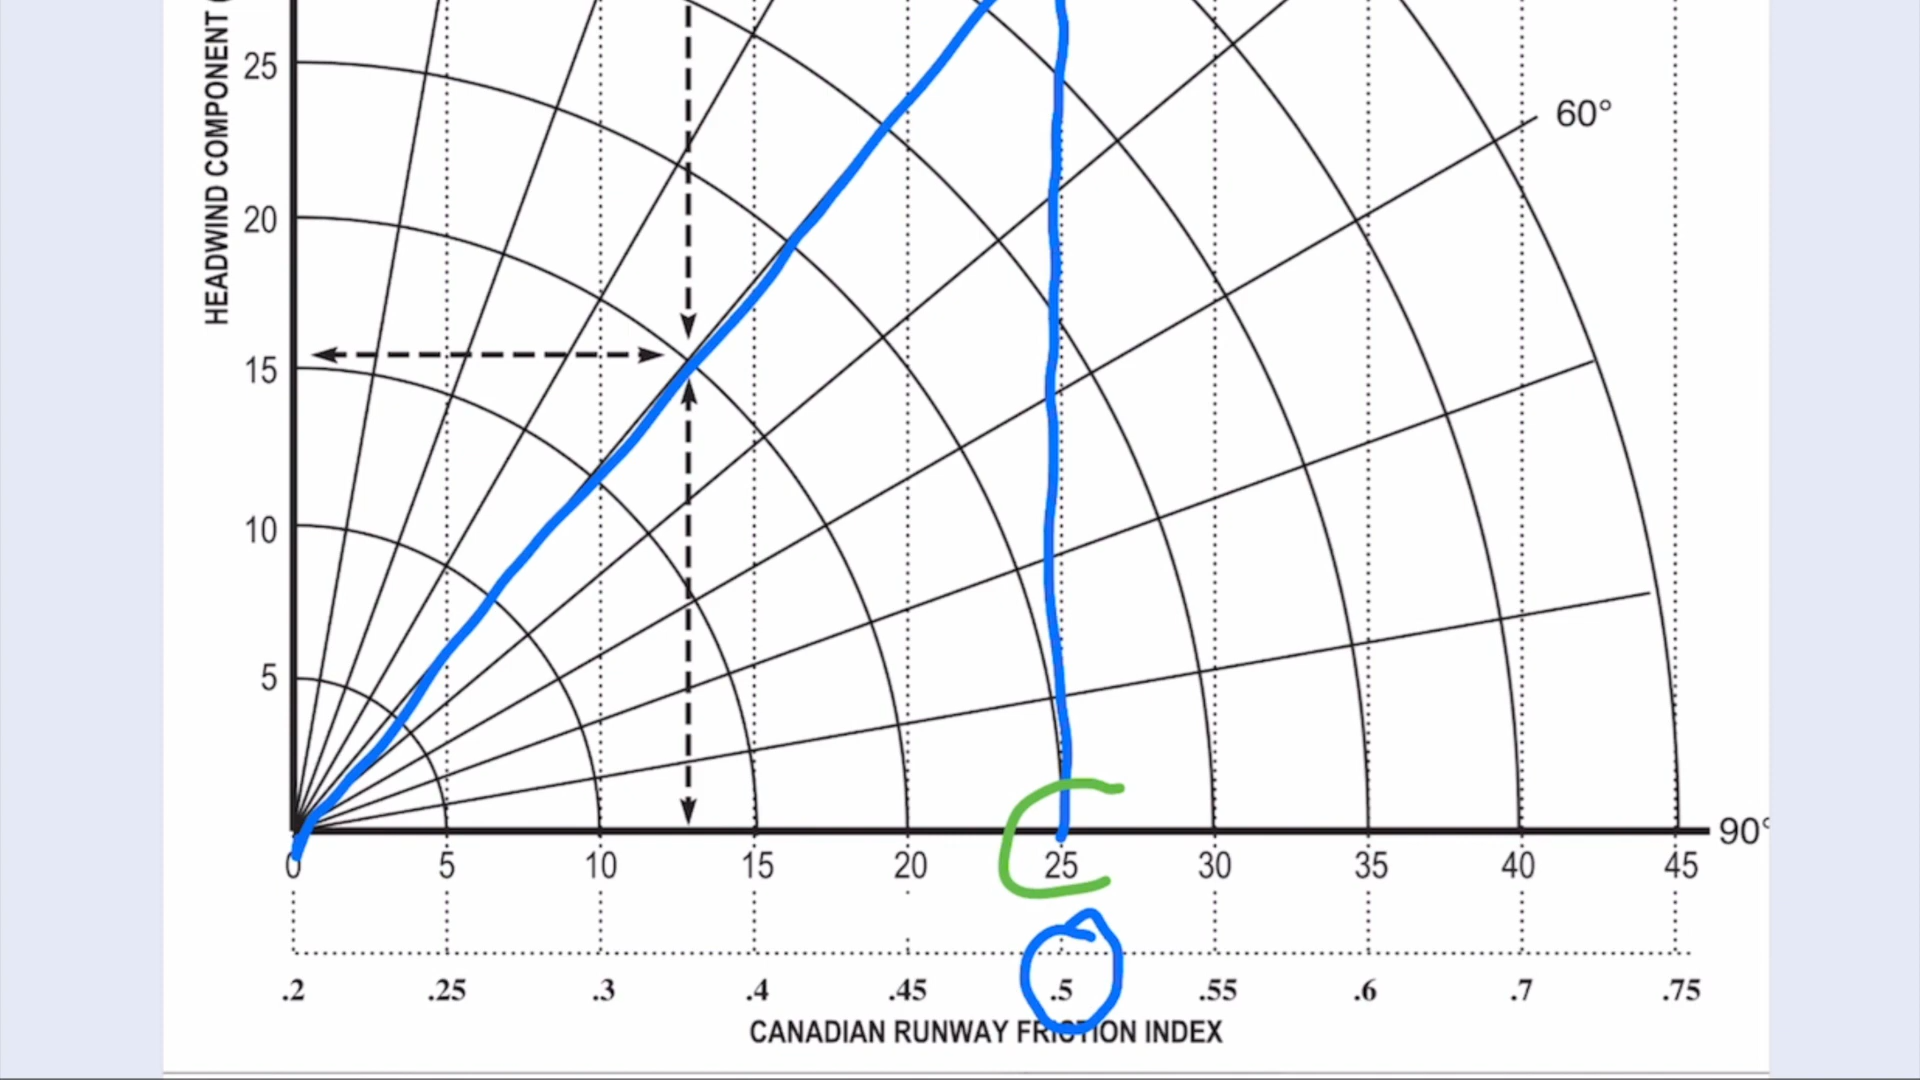 HEADWIND COMPONENT
25
60°
20
15
10
5
90°
0 5 10 15 20 25 30 35 40 45
.2 .25 .3 .4 .45 .5 .55 .6 .7 .75
CANADIAN RUNWAY FRICTION INDEX